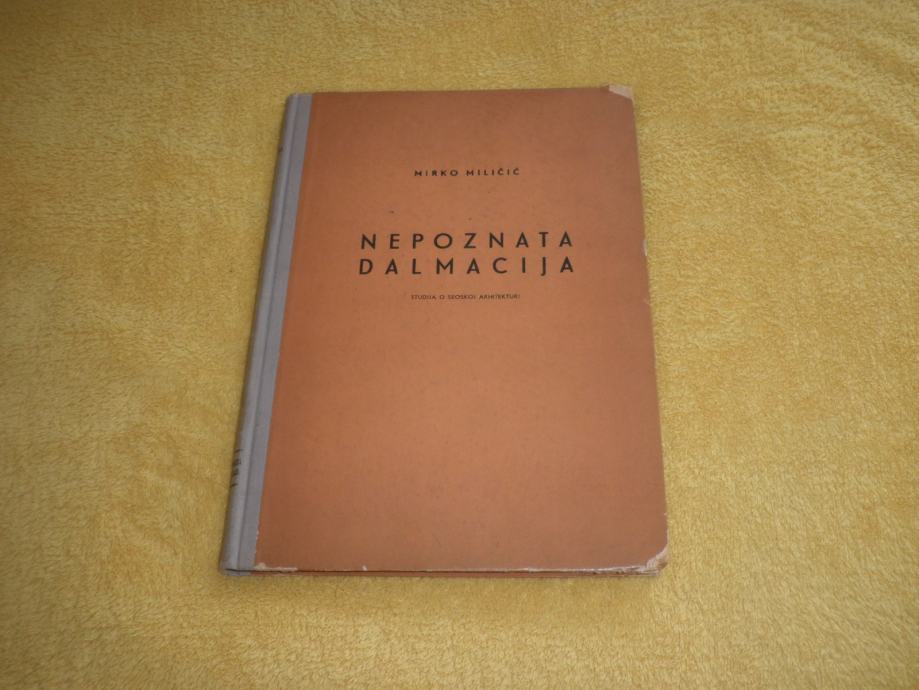 MIRKO MILIČIĆ
NEPOZNATA
DALMACIJA
STUDIJA O SEOSKOJ ARHITEKTURI